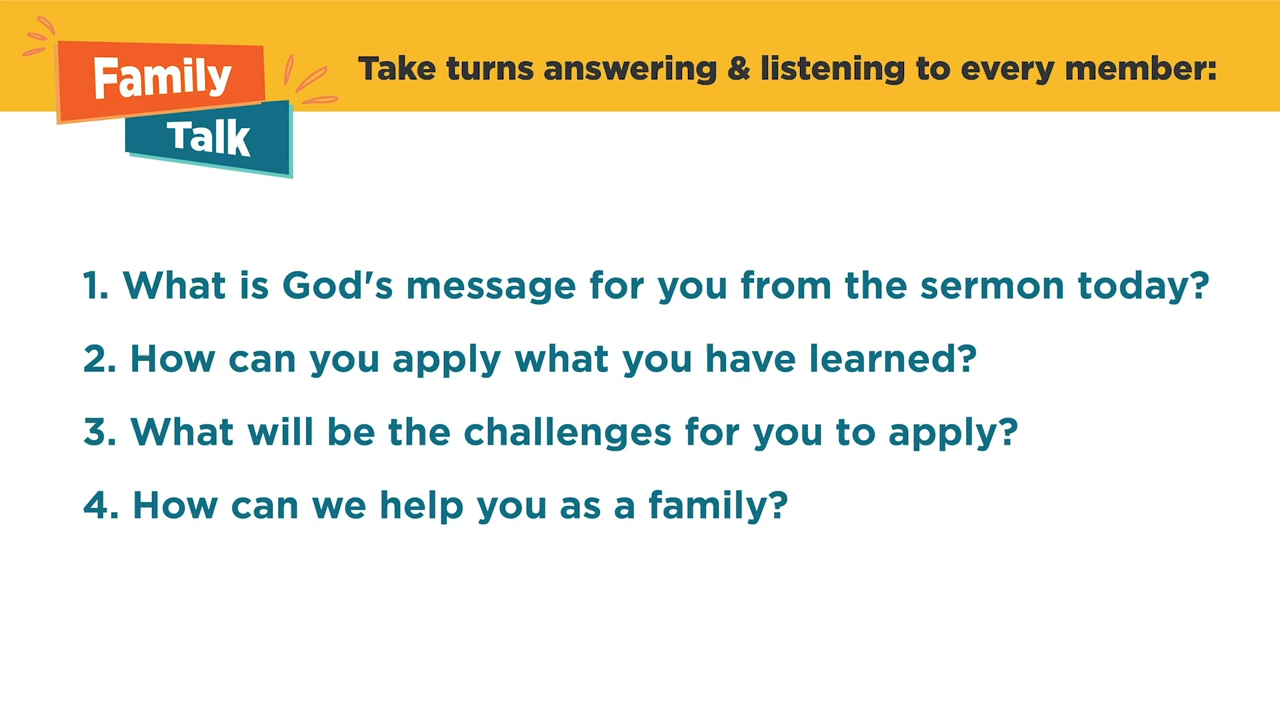 Family
Talk
Take turns answering & listening to every member:
1. What is God's message for you from the sermon today?
2. How can you apply what you have learned?
3. What will be the challenges for you to apply?
4. How can we help you as a family?